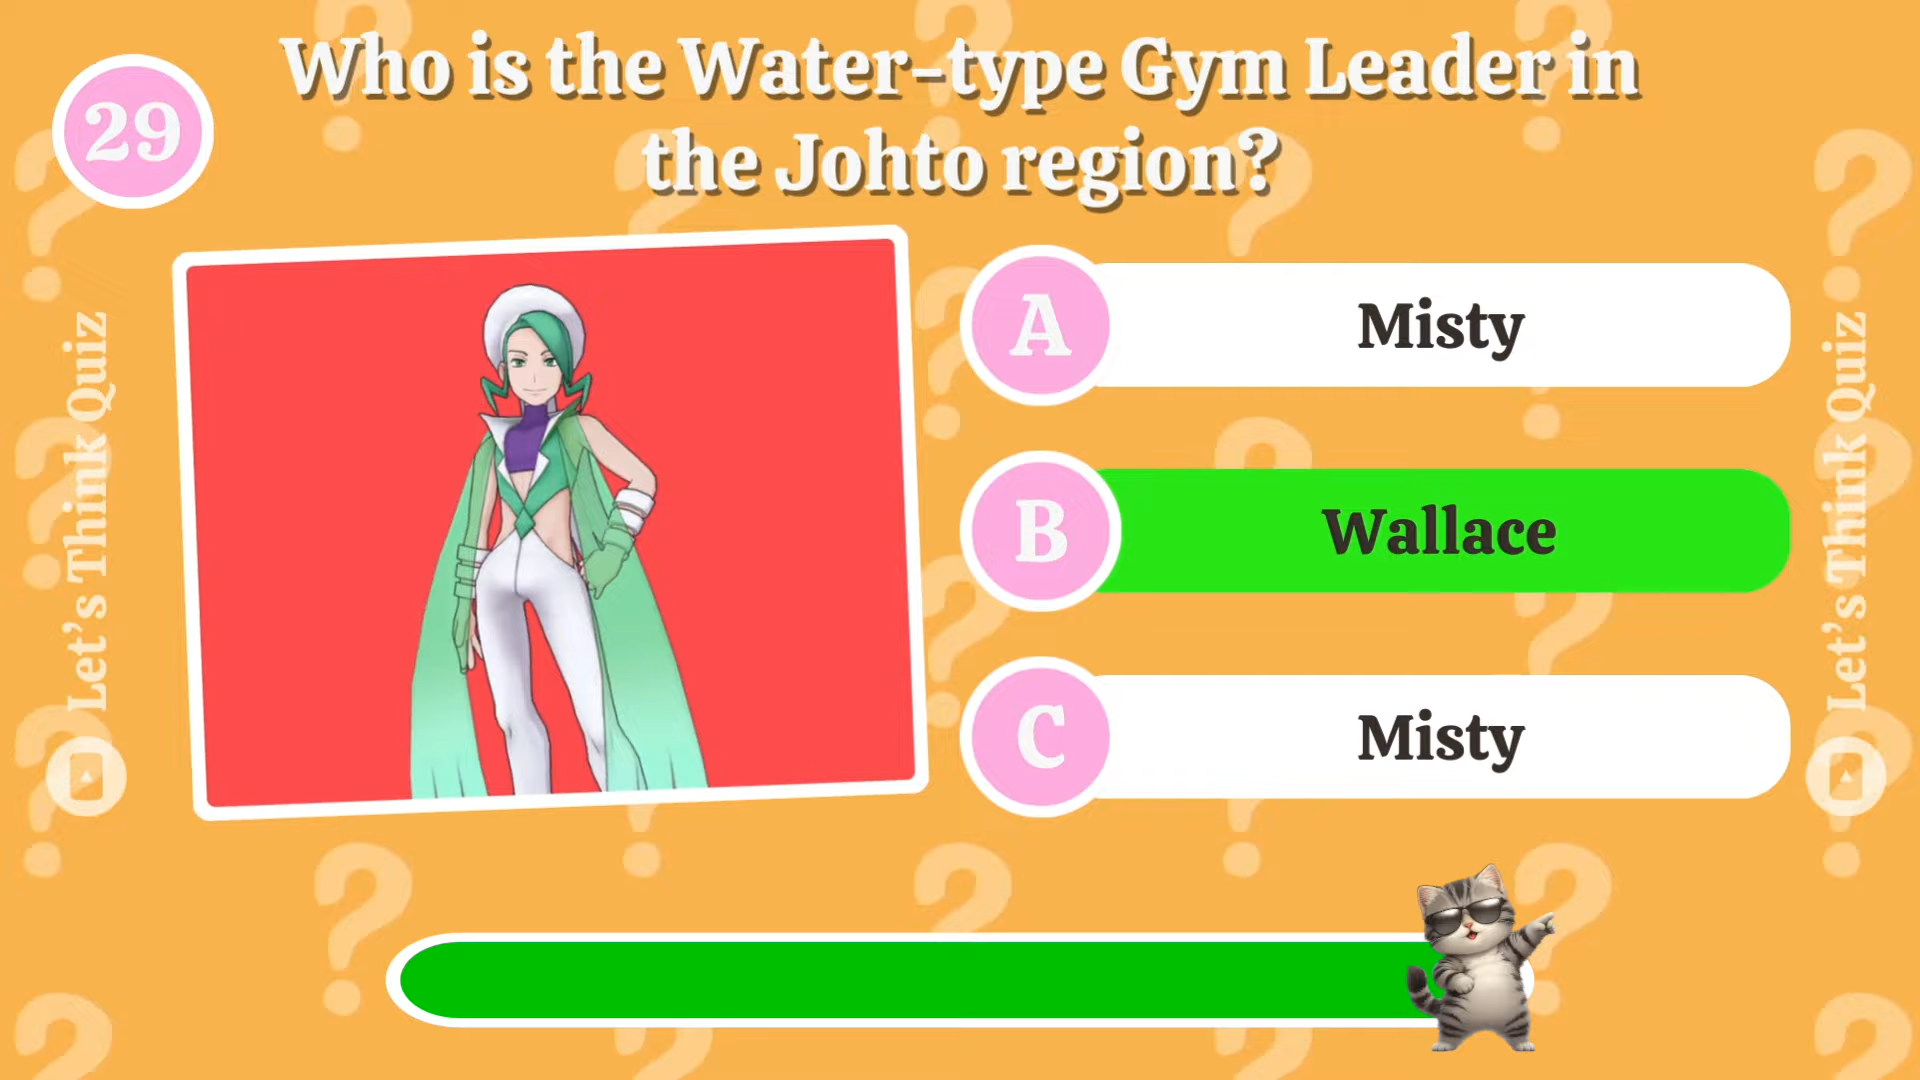 29
Who is the Water-type Gym Leader in
the Johto region?
A
Misty
B
Wallace
C
Misty
Let's Think Quiz
Let's Think Quiz